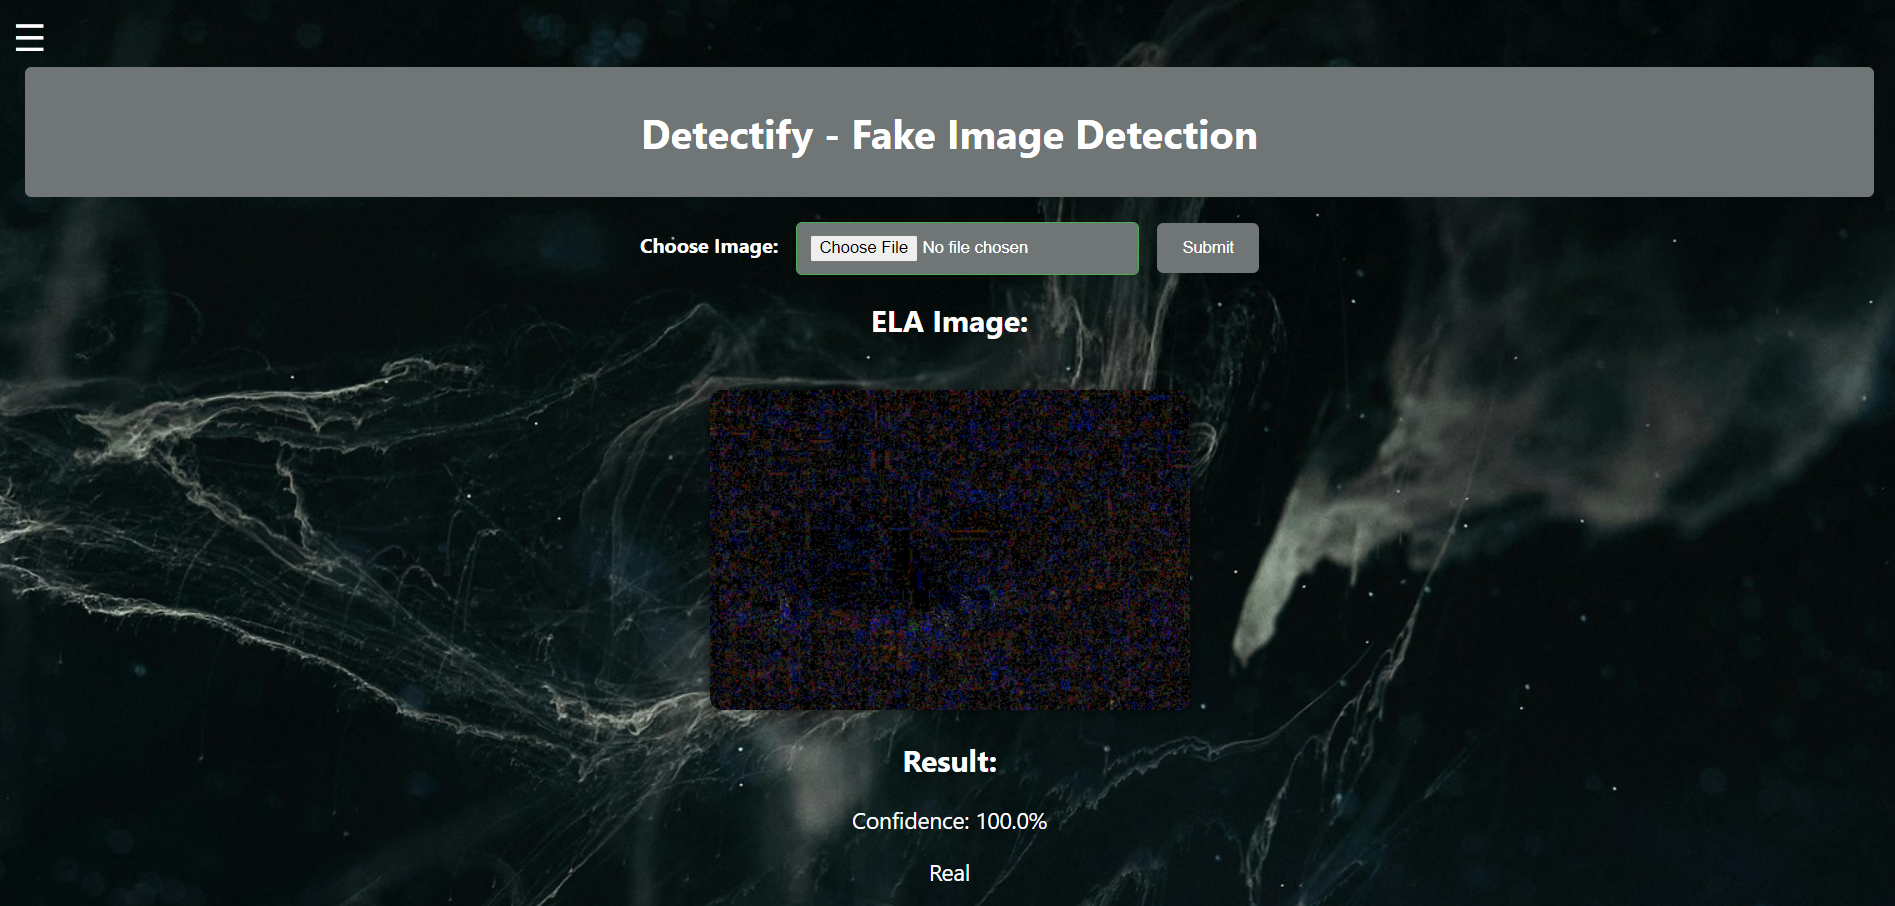 Detectify - Fake Image Detection
Choose Image: Choose File No file chosen Submit
ELA Image:
Result:
Confidence: 100.0%
Real